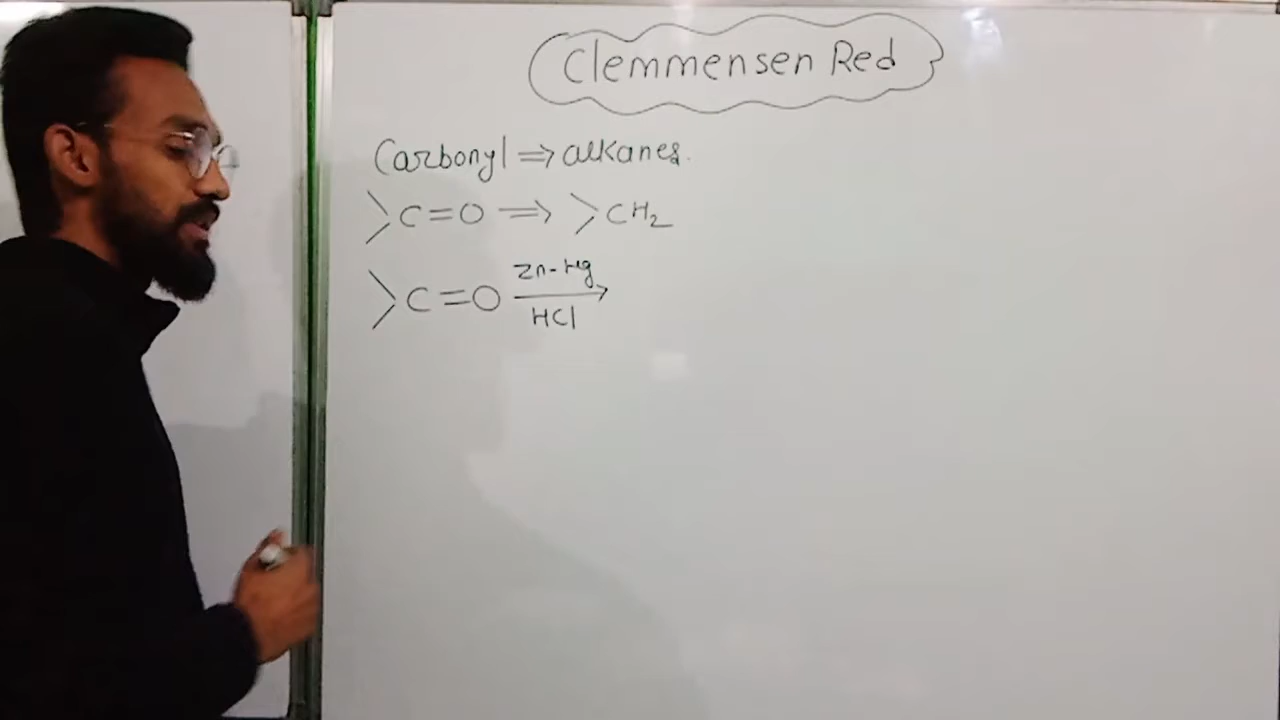 Clemmensen Red
Carbonyl ⇒ alkanes.
>C=O ⇒ >CH₂
>C=O Zn-Hg → HCl